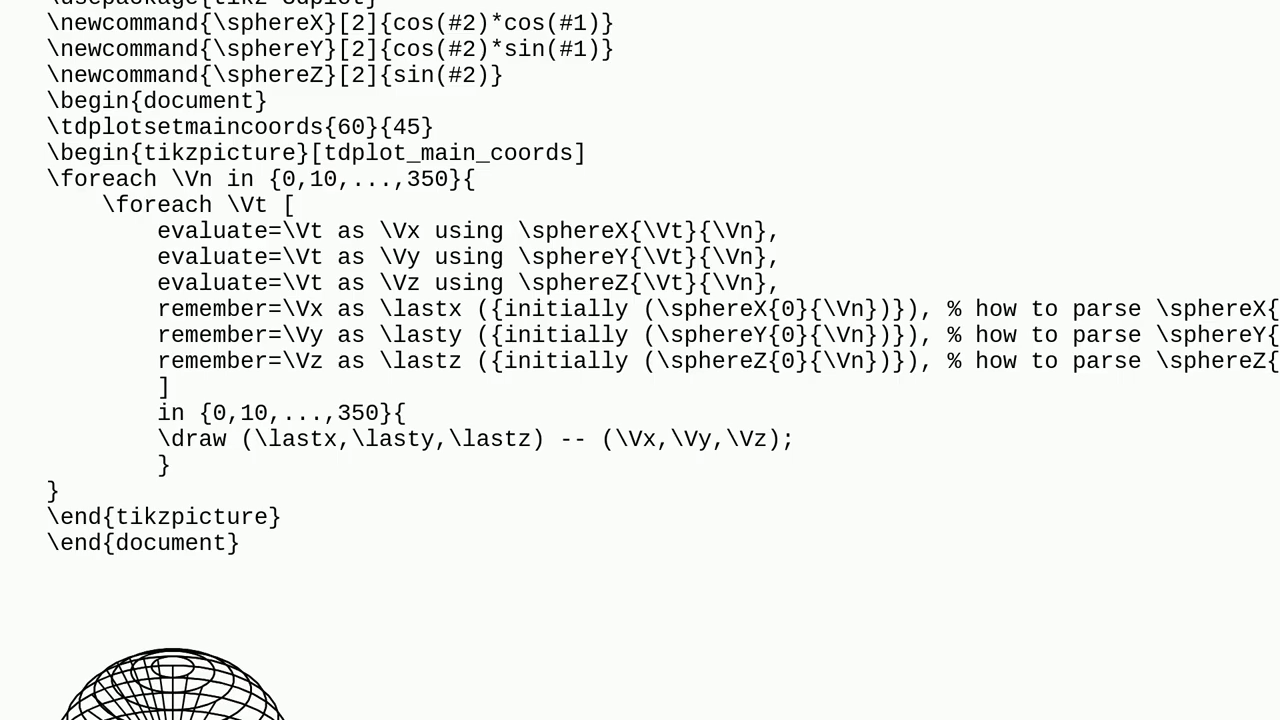 \newcommand{\sphereX}[2]{cos(#2)*cos(#1)}
\newcommand{\sphereY}[2]{cos(#2)*sin(#1)}
\newcommand{\sphereZ}[2]{sin(#2)}
\begin{document}
\tdplotsetmaincoords{60}{45}
\begin{tikzpicture}[tdplot_main_coords]
\foreach \Vn in {0,10,...,350}{
    \foreach \Vt [
        evaluate=\Vt as \Vx using \sphereX{\Vt}{\Vn},
        evaluate=\Vt as \Vy using \sphereY{\Vt}{\Vn},
        evaluate=\Vt as \Vz using \sphereZ{\Vt}{\Vn},
        remember=\Vx as \lastx ({initially (\sphereX{0}{\Vn})}), % how to parse \sphereX{
        remember=\Vy as \lasty ({initially (\sphereY{0}{\Vn})}), % how to parse \sphereY{
        remember=\Vz as \lastz ({initially (\sphereZ{0}{\Vn})}), % how to parse \sphereZ{
        ]
        in {0,10,...,350}{
        \draw (\lastx,\lasty,\lastz) -- (\Vx,\Vy,\Vz);
        }
}
\end{tikzpicture}
\end{document}